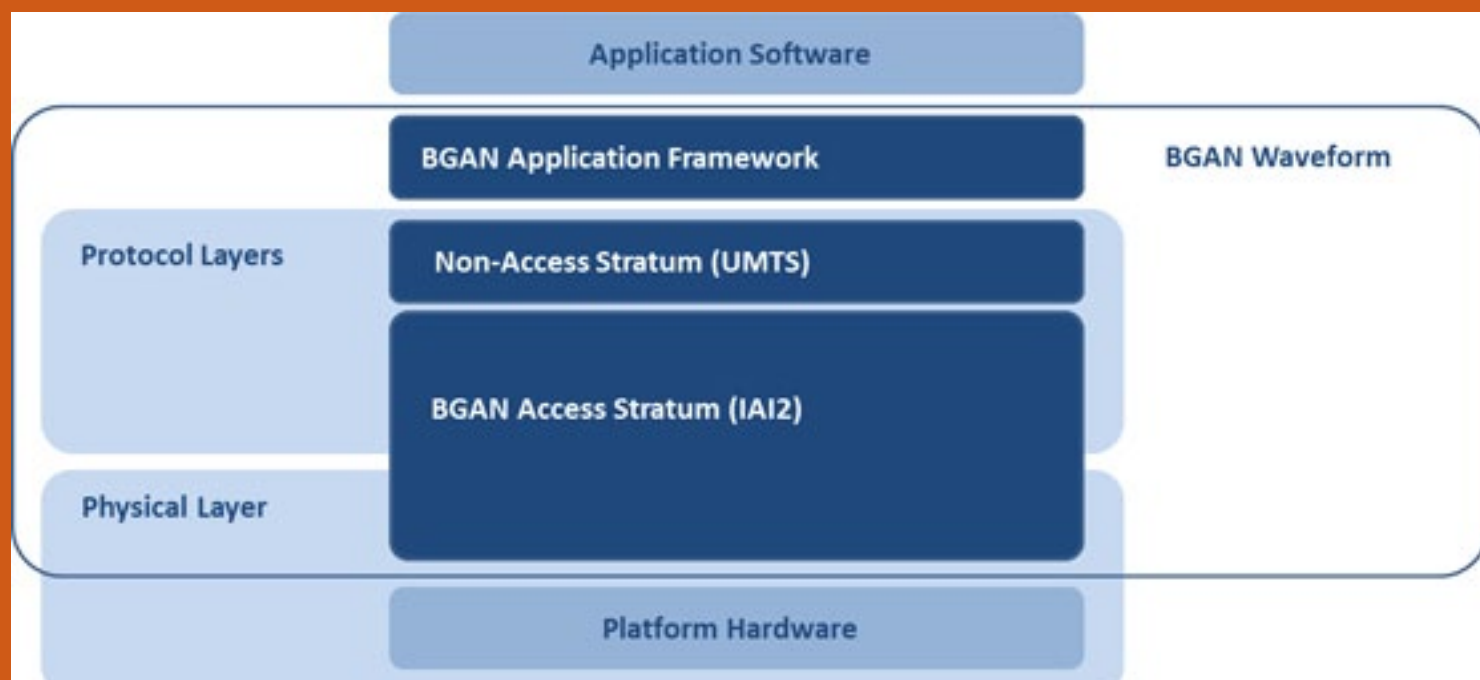 Application Software
BGAN Application Framework
BGAN Waveform
Protocol Layers
Non-Access Stratum (UMTS)
BGAN Access Stratum (IAI2)
Physical Layer
Platform Hardware